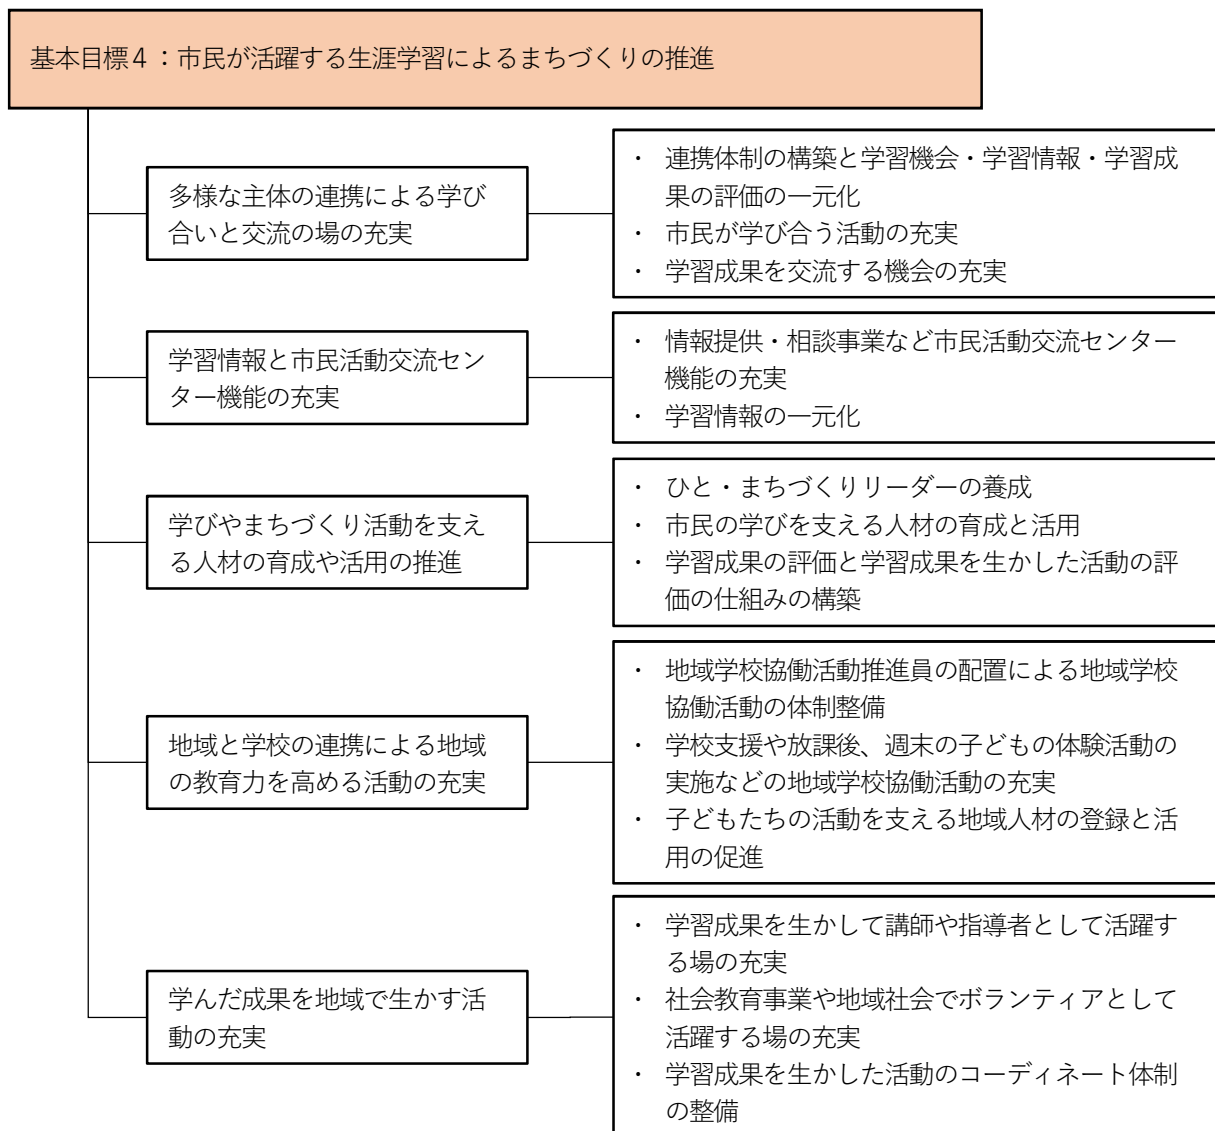 基本目標４：市民が活躍する生涯学習によるまちづくりの推進
多様な主体の連携による学び
合いと交流の場の充実
・ 連携体制の構築と学習機会・学習情報・学習成
果の評価の一元化
・ 市民が学び合う活動の充実
・ 学習成果を交流する機会の充実
学習情報と市民活動交流セン
ター機能の充実
・ 情報提供・相談事業など市民活動交流センター
機能の充実
・ 学習情報の一元化
学びやまちづくり活動を支え
る人材の育成や活用の推進
・ ひと・まちづくりリーダーの養成
・ 市民の学びを支える人材の育成と活用
・ 学習成果の評価と学習成果を生かした活動の評
価の仕組みの構築
地域と学校の連携による地域
の教育力を高める活動の充実
・ 地域学校協働活動推進員の配置による地域学校
協働活動の体制整備
・ 学校支援や放課後、週末の子どもの体験活動の
実施などの地域学校協働活動の充実
・ 子どもたちの活動を支える地域人材の登録と活
用の促進
学んだ成果を地域で生かす活
動の充実
・ 学習成果を生かして講師や指導者として活躍す
る場の充実
・ 社会教育事業や地域社会でボランティアとして
活躍する場の充実
・ 学習成果を生かした活動のコーディネート体制
の整備